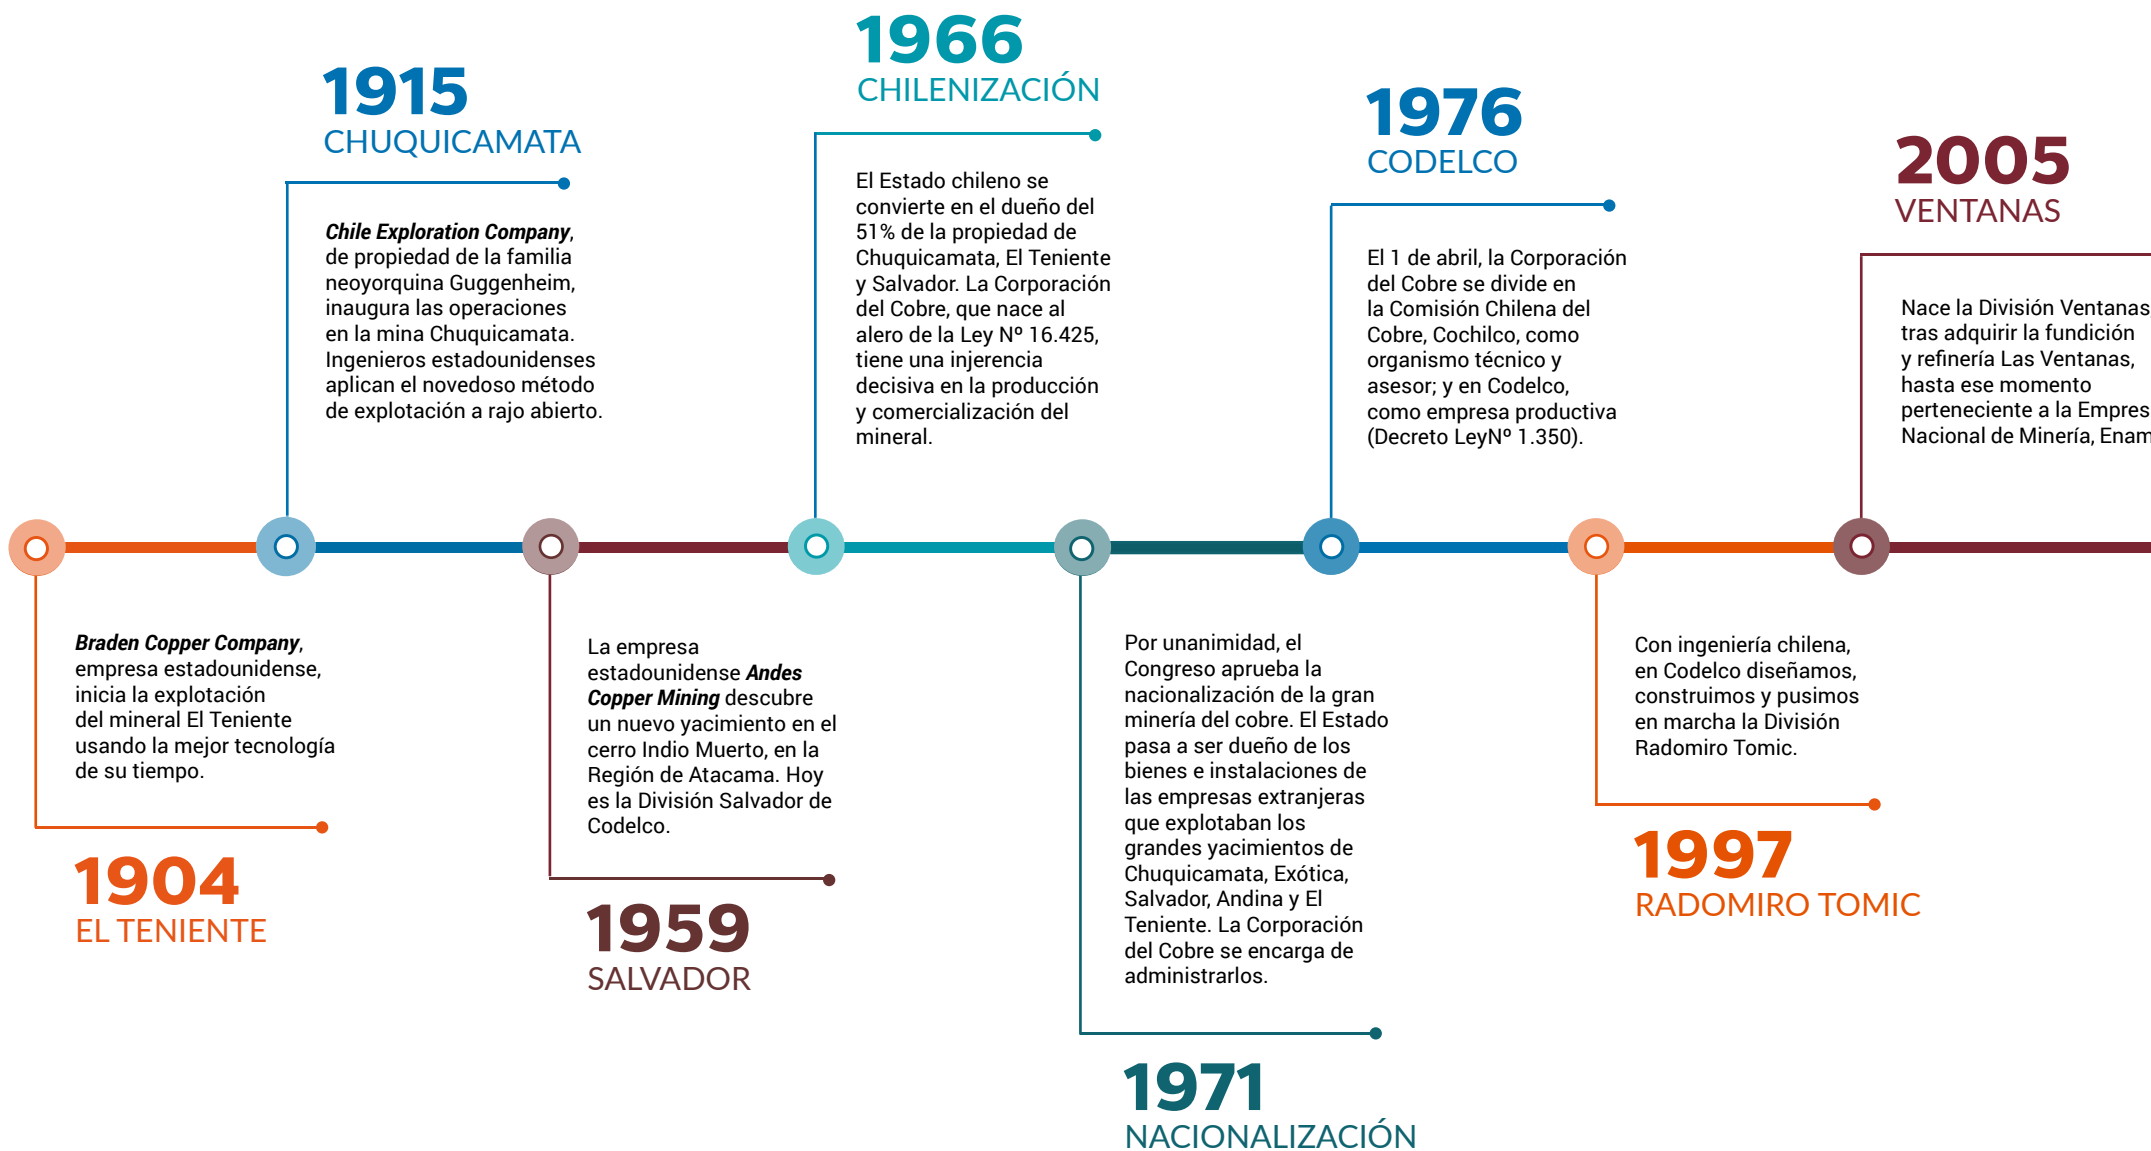 1904
EL TENIENTE
Braden Copper Company,
empresa estadounidense,
inicia la explotación
del mineral El Teniente
usando la mejor tecnología
de su tiempo.
1915
CHUQUICAMATA
Chile Exploration Company,
de propiedad de la familia
neoyorquina Guggenheim,
inaugura las operaciones
en la mina Chuquicamata.
Ingenieros estadounidenses
aplican el novedoso método
de explotación a rajo abierto.
1959
SALVADOR
La empresa
estadounidense Andes
Copper Mining descubre
un nuevo yacimiento en el
cerro Indio Muerto, en la
Región de Atacama. Hoy
es la División Salvador de
Codelco.
1966
CHILENIZACIÓN
El Estado chileno se
convierte en el dueño del
51% de la propiedad de
Chuquicamata, El Teniente
y Salvador. La Corporación
del Cobre, que nace al
alero de la Ley Nº 16.425,
tiene una injerencia
decisiva en la producción
y comercialización del
mineral.
1971
NACIONALIZACIÓN
Por unanimidad, el
Congreso aprueba la
nacionalización de la gran
minería del cobre. El Estado
pasa a ser dueño de los
bienes e instalaciones de
las empresas extranjeras
que explotaban los
grandes yacimientos de
Chuquicamata, Exótica,
Salvador, Andina y El
Teniente. La Corporación
del Cobre se encarga de
administrarlos.
1976
CODELCO
El 1 de abril, la Corporación
del Cobre se divide en
la Comisión Chilena del
Cobre, Cochilco, como
organismo técnico y
asesor; y en Codelco,
como empresa productiva
(Decreto LeyNº 1.350).
1997
RADOMIRO TOMIC
Con ingeniería chilena,
en Codelco diseñamos,
construimos y pusimos
en marcha la División
Radomiro Tomic.
2005
VENTANAS
Nace la División Ventanas
tras adquirir la fundición
y refinería Las Ventanas,
hasta ese momento
perteneciente a la Empres
Nacional de Minería, Enam